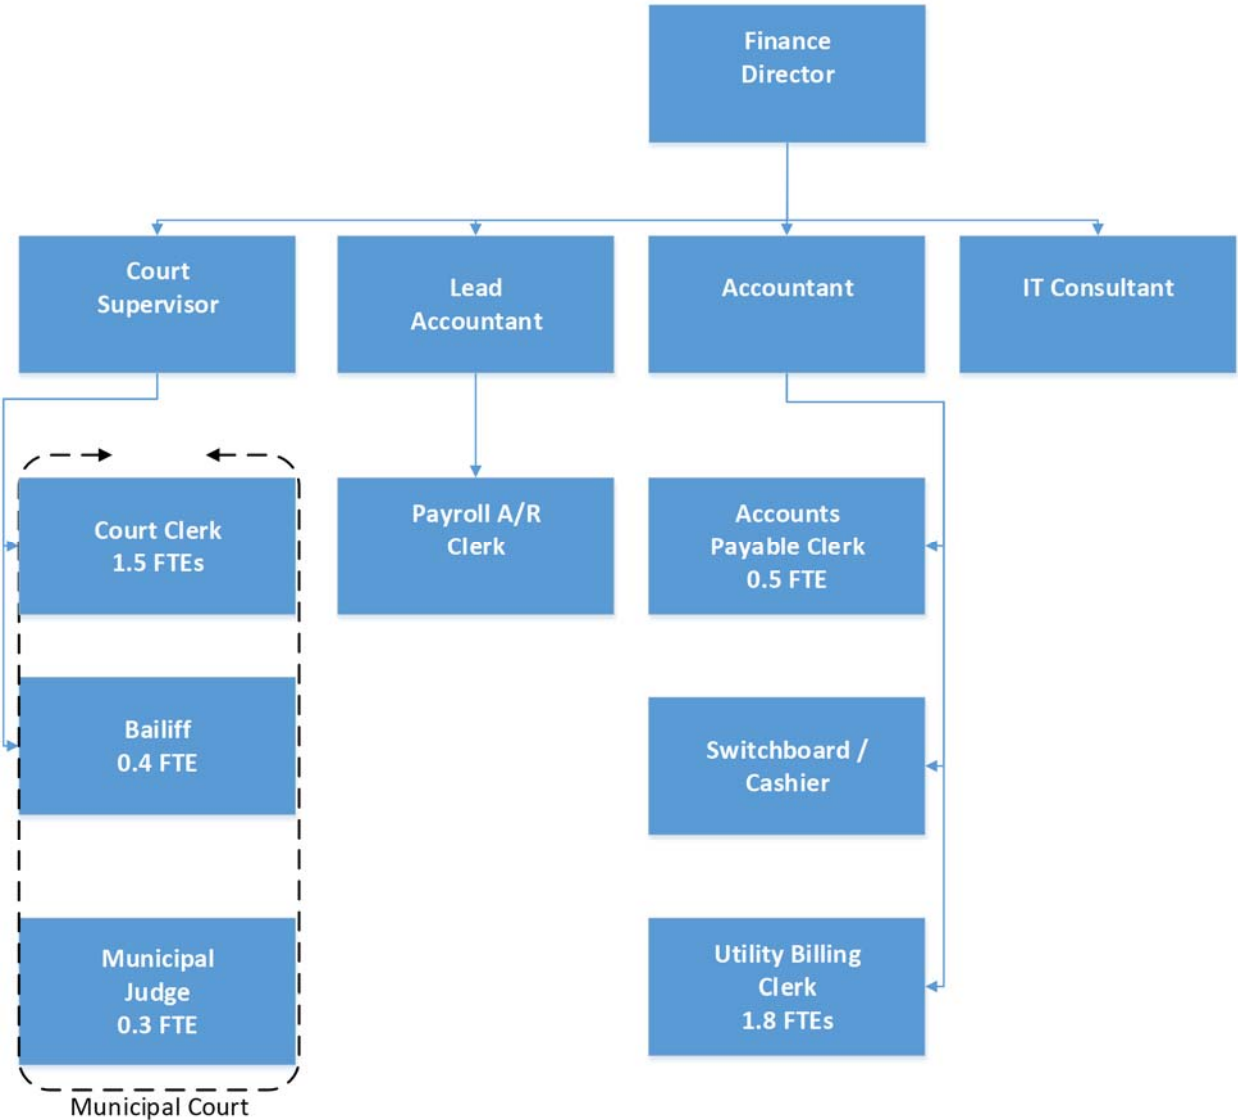 Finance
Director
Court
Supervisor
Lead
Accountant
Accountant
IT Consultant
Court Clerk
1.5 FTEs
Payroll A/R
Clerk
Accounts
Payable Clerk
0.5 FTE
Bailiff
0.4 FTE
Switchboard /
Cashier
Municipal
Judge
0.3 FTE
Utility Billing
Clerk
1.8 FTEs
Municipal Court